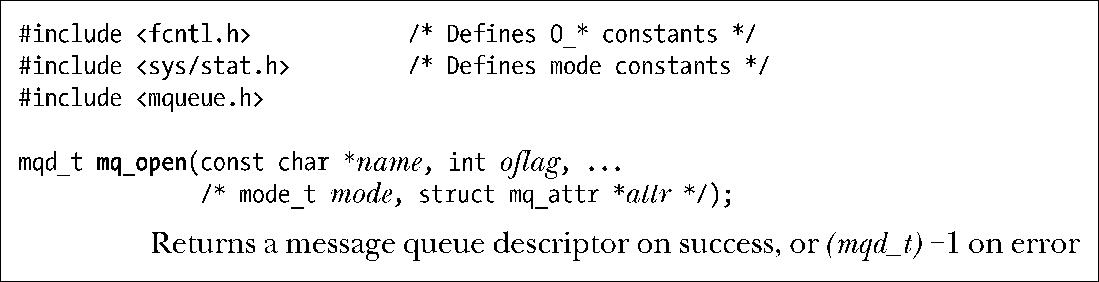 #include <fcntl.h> /* Defines O_* constants */
#include <sys/stat.h> /* Defines mode constants */
#include <mqueue.h>
mqd_t mq_open(const char *name, int oflag, ...
/* mode_t mode, struct mq_attr *attr */);
Returns a message queue descriptor on success, or (mqd_t) –1 on error